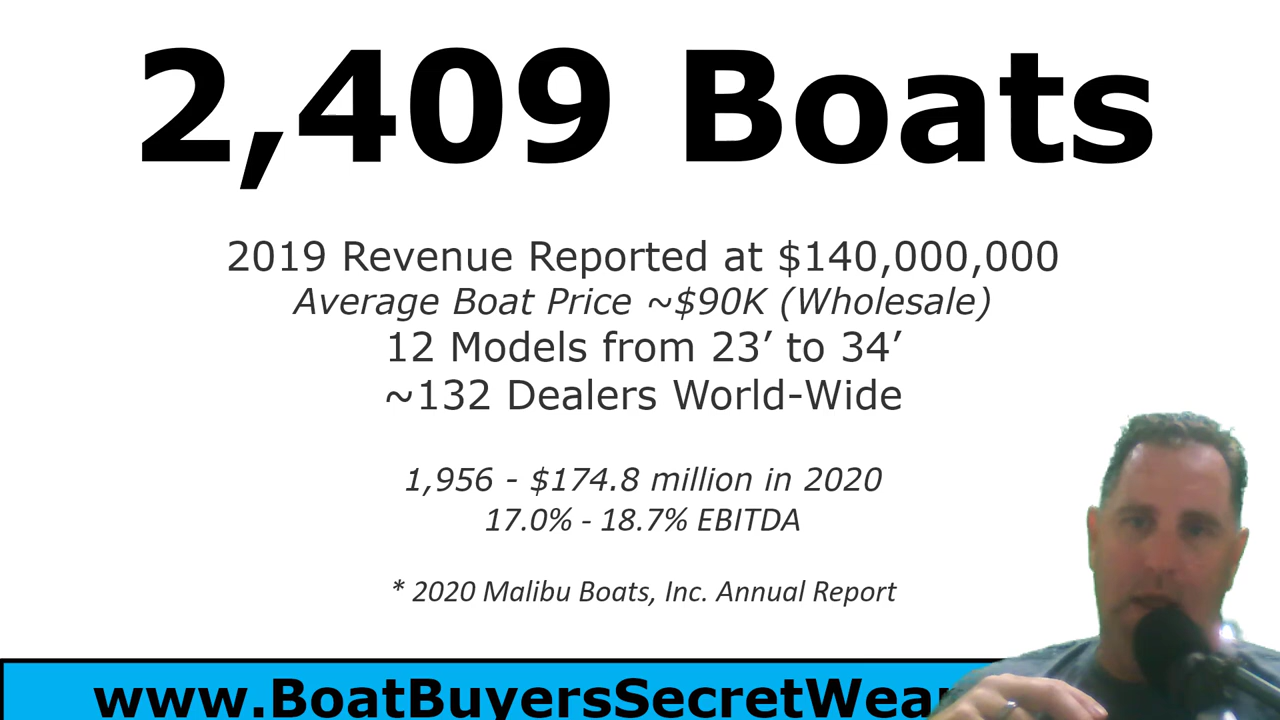 2,409 Boats
2019 Revenue Reported at $140,000,000
Average Boat Price ~$90K (Wholesale)
12 Models from 23’ to 34’
~132 Dealers World-Wide
1,956 - $174.8 million in 2020
17.0% - 18.7% EBITDA
* 2020 Malibu Boats, Inc. Annual Report